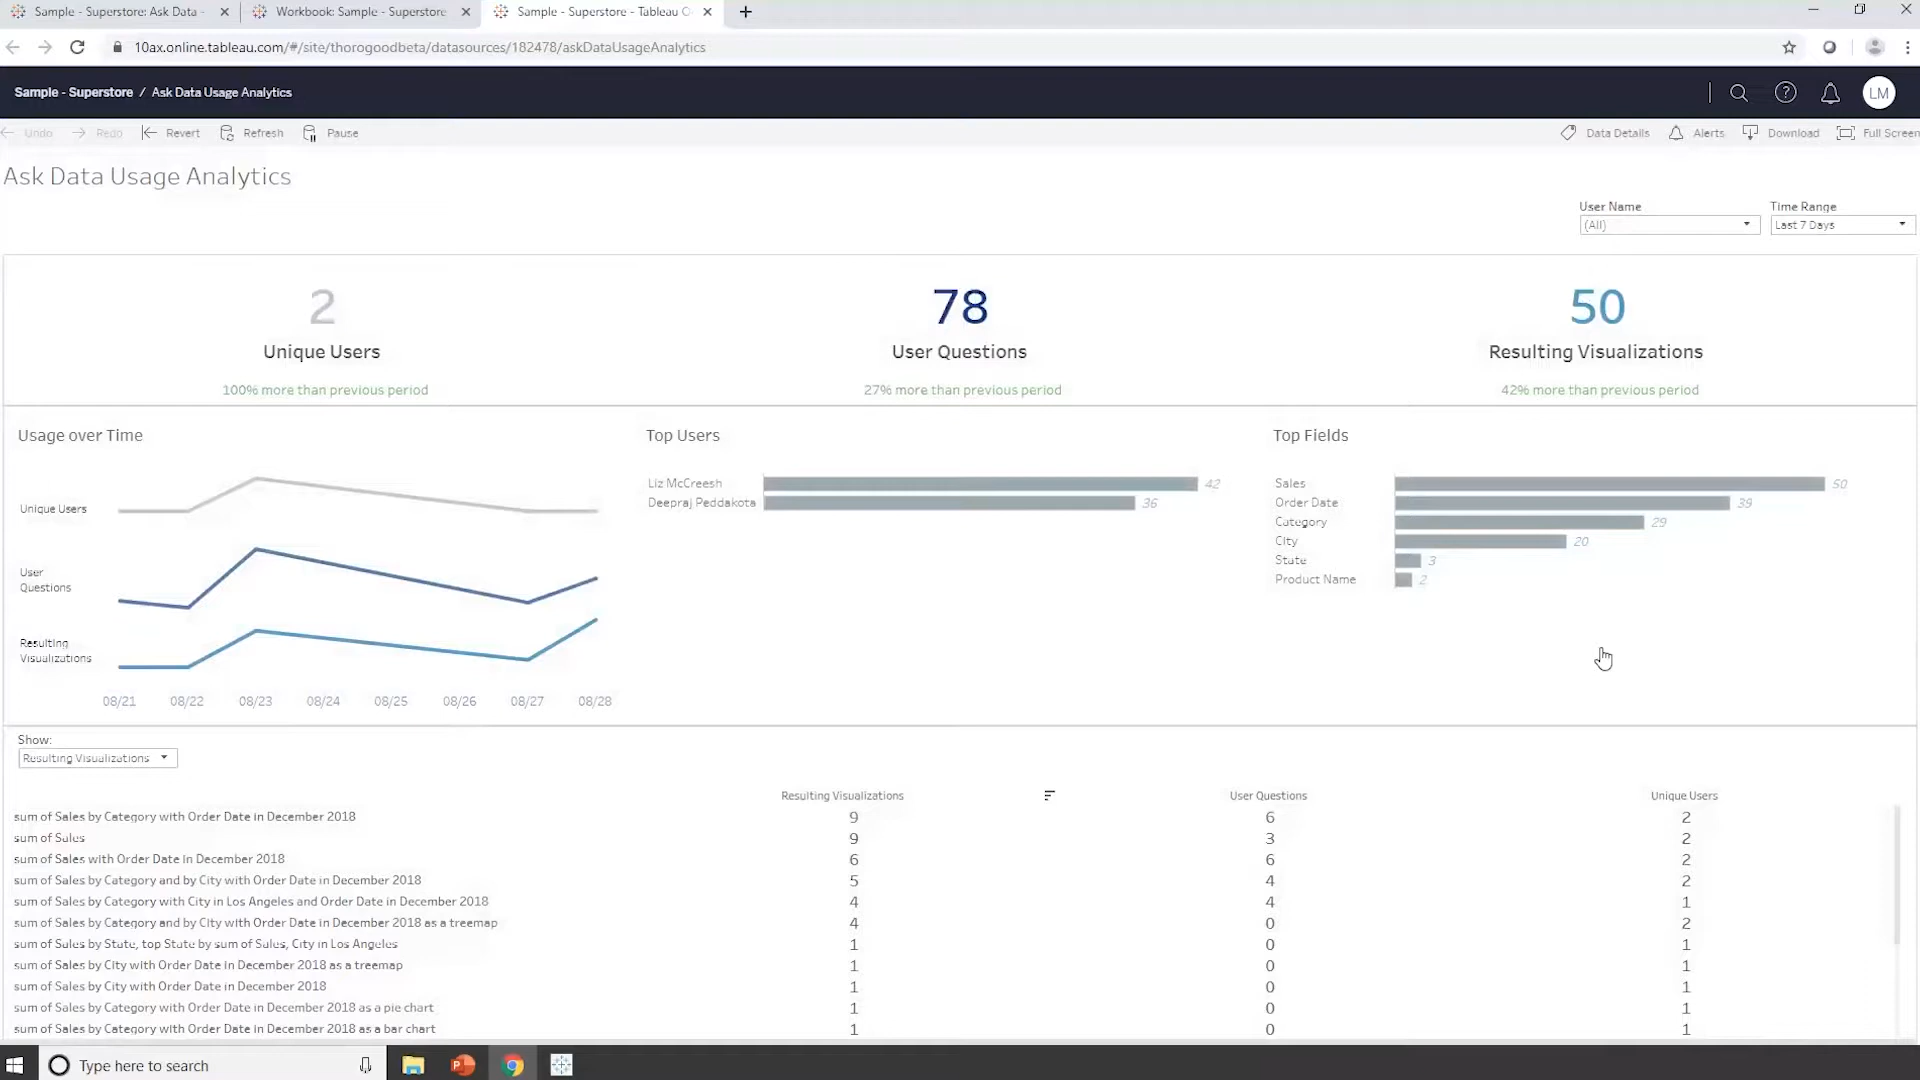 Sample - Superstore: Ask Data -
Workbook: Sample - Superstore
Sample - Superstore - Tableau O
10ax.online.tableau.com/#/site/thorogoodbeta/datasources/182478/askDataUsageAnalytics
Sample - Superstore / Ask Data Usage Analytics
LM
Undo Redo Revert Refresh Pause
Data Details Alerts Download Full Screen
Ask Data Usage Analytics
User Name Time Range
(All) Last 7 Days
2 78 50
Unique Users User Questions Resulting Visualizations
100% more than previous period 27% more than previous period 42% more than previous period
Usage over Time
Unique Users
User
Questions
Resulting
Visualizations
08/21 08/22 08/23 08/24 08/25 08/26 08/27 08/28
Top Users
Liz McCreesh 42
Deepraj Peddakota 36
Top Fields
Sales 50
Order Date 39
Category 29
City 20
State 3
Product Name 2
Show:
Resulting Visualizations
Resulting Visualizations User Questions Unique Users
sum of Sales by Category with Order Date in December 2018 9 6 2
sum of Sales 9 3 2
sum of Sales with Order Date in December 2018 6 6 2
sum of Sales by Category and by City with Order Date in December 2018 5 4 2
sum of Sales by Category with City in Los Angeles and Order Date in December 2018 4 4 1
sum of Sales by Category and by City with Order Date in December 2018 as a treemap 4 0 2
sum of Sales by State, top State by sum of Sales, City in Los Angeles 1 0 1
sum of Sales by City with Order Date in December 2018 as a treemap 1 0 1
sum of Sales by City with Order Date in December 2018 1 0 1
sum of Sales by Category with Order Date in December 2018 as a pie chart 1 0 1
sum of Sales by Category with Order Date in December 2018 as a bar chart 1 0 1
Type here to search